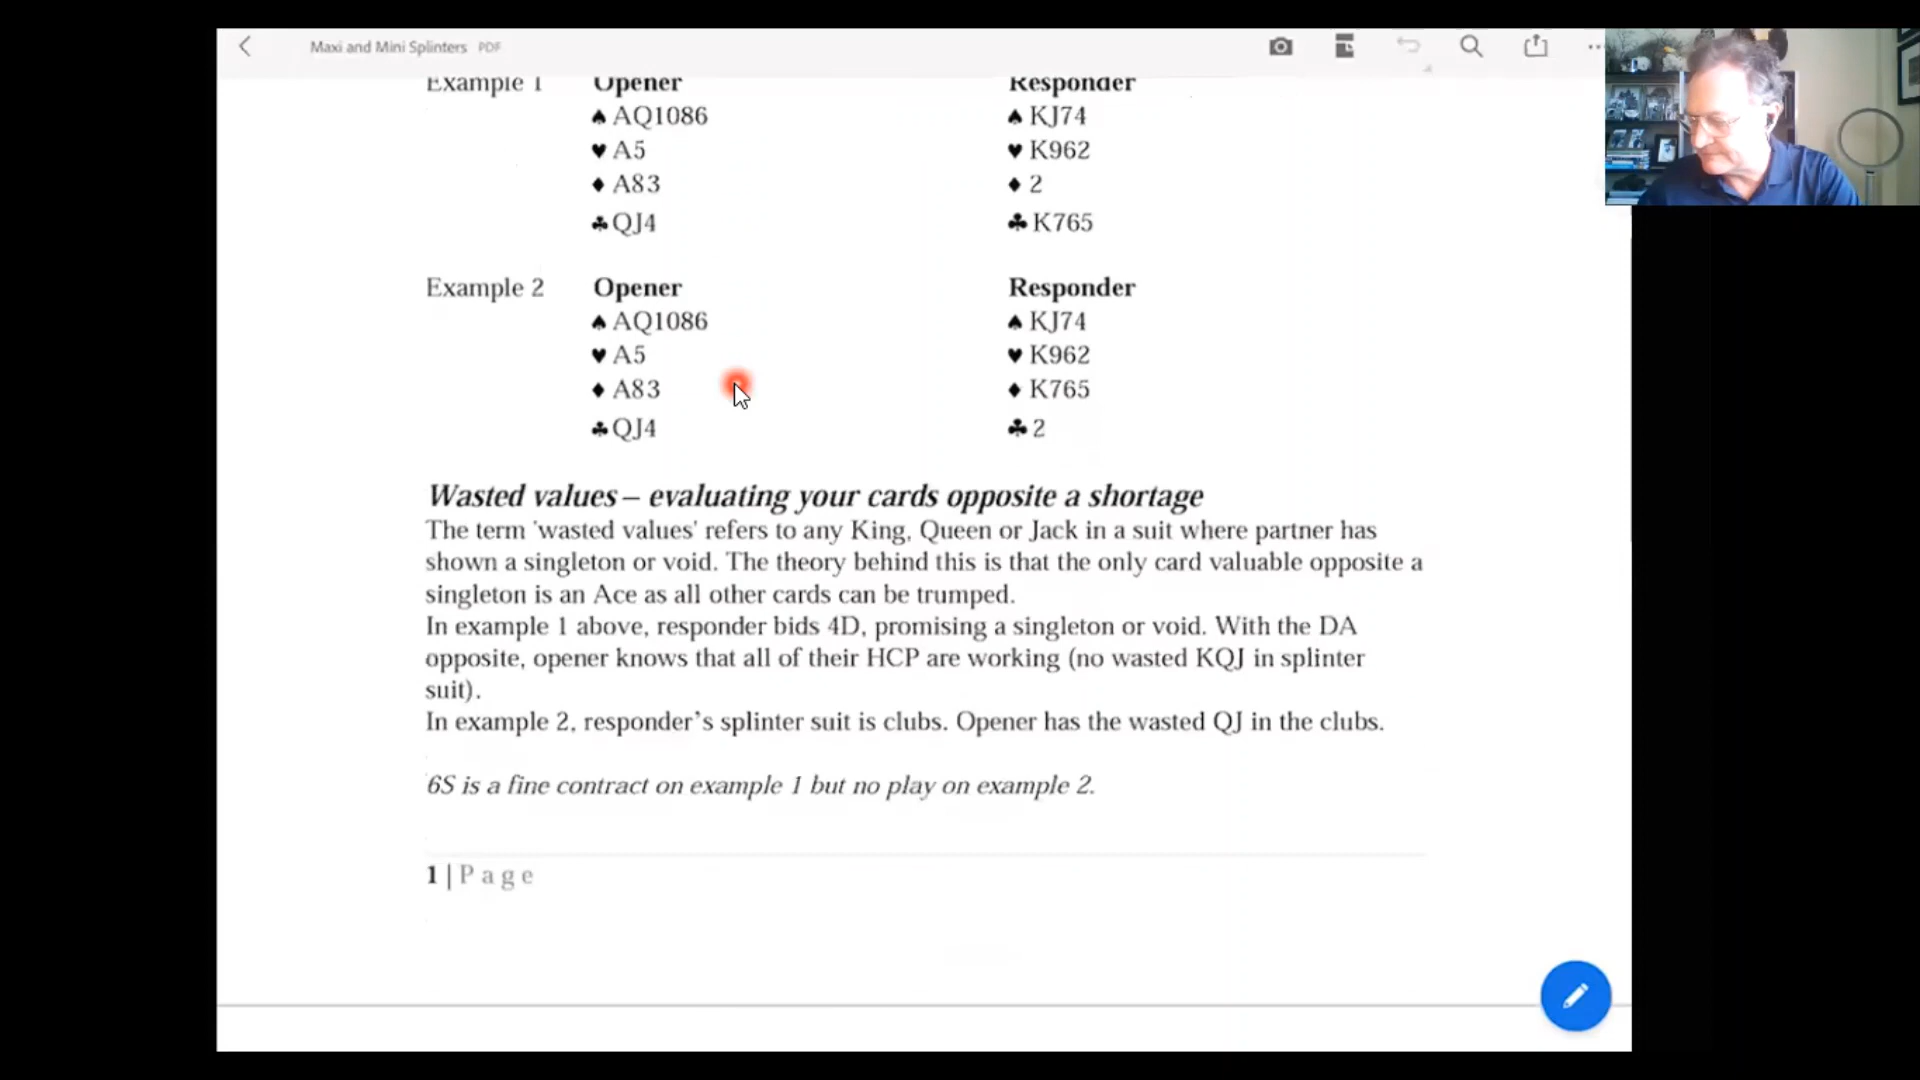 Maxi and Mini Splinters PDF
Example 1 Opener Responder
♠ AQ1086 ♠ KJ74
♥ A5 ♥ K962
♦ A83 ♦ 2
♣ QJ4 ♣ K765
Example 2 Opener Responder
♠ AQ1086 ♠ KJ74
♥ A5 ♥ K962
♦ A83 ♦ K765
♣ QJ4 ♣ 2
Wasted values – evaluating your cards opposite a shortage
The term 'wasted values' refers to any King, Queen or Jack in a suit where partner has
shown a singleton or void. The theory behind this is that the only card valuable opposite a
singleton is an Ace as all other cards can be trumped.
In example 1 above, responder bids 4D, promising a singleton or void. With the DA
opposite, opener knows that all of their HCP are working (no wasted KQJ in splinter
suit).
In example 2, responder's splinter suit is clubs. Opener has the wasted QJ in the clubs.
6S is a fine contract on example 1 but no play on example 2.
1 | Page